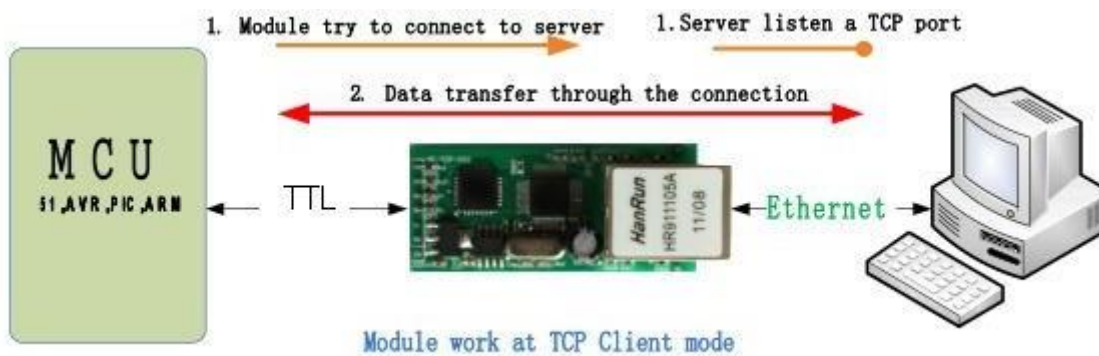 1. Module try to connect to server
1.Server listen a TCP port
2. Data transfer through the connection
MCU
51,AVR,PIC,ARM
TTL
HanRun
HR911105A
11/08
Ethernet
Module work at TCP Client mode